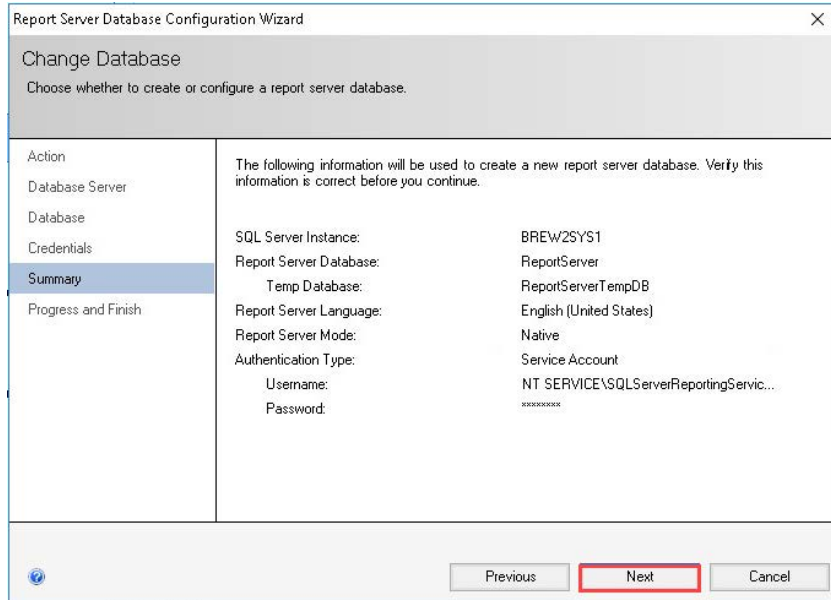 Report Server Database Configuration Wizard
Change Database
Choose whether to create or configure a report server database.
Action
Database Server
Database
Credentials
Summary
Progress and Finish
The following information will be used to create a new report server database. Verify this
information is correct before you continue.
SQL Server Instance: BREW2SYS1
Report Server Database: ReportServer
Temp Database: ReportServerTempDB
Report Server Language: English (United States)
Report Server Mode: Native
Authentication Type: Service Account
Username: NT SERVICE\SQLServerReportingServic...
Password: ********
Previous Next Cancel